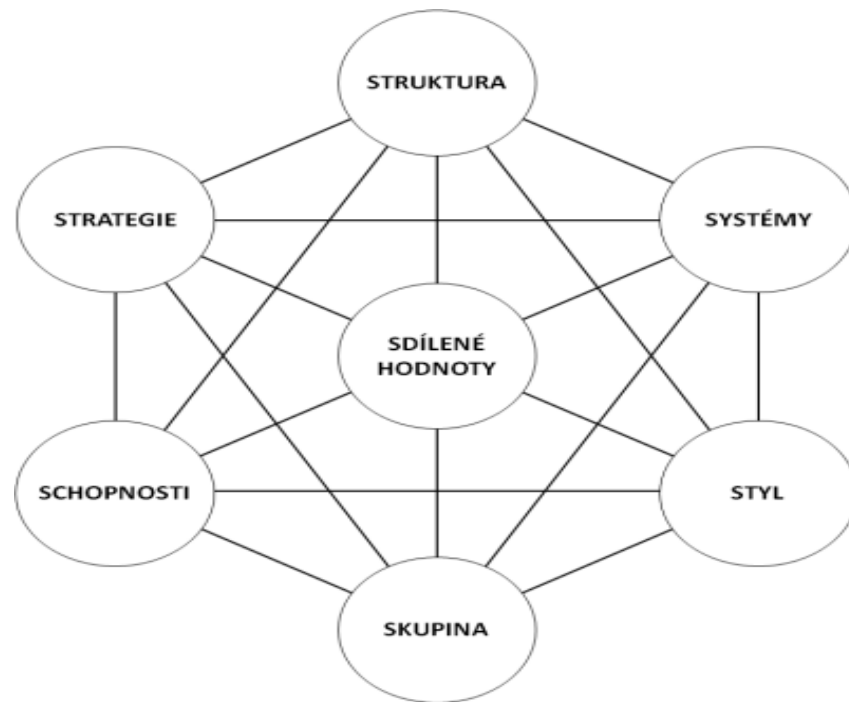 STRUKTURA
STRATEGIE
SYSTÉMY
SDÍLENÉ
HODNOTY
SCHOPNOSTI
STYL
SKUPINA